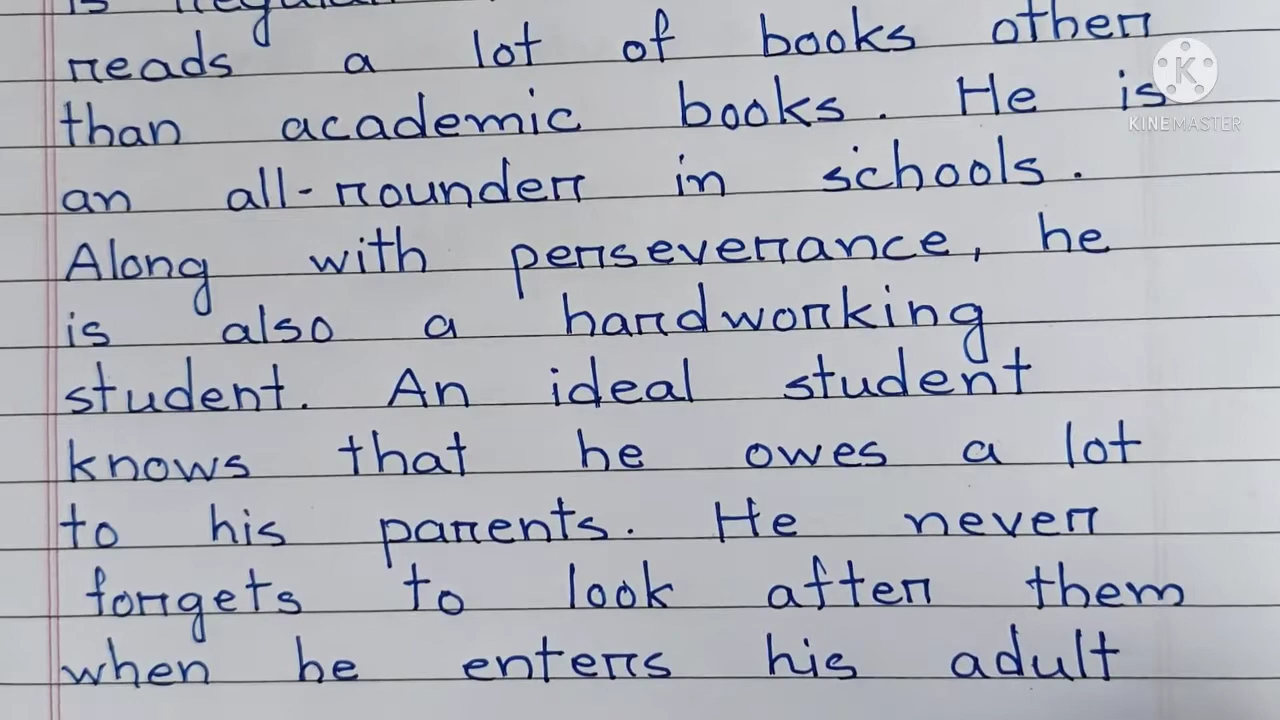 is regular
reads a lot of books other
than academic books. He is
an all-rounder in schools.
Along with perseverance, he
is also a hardworking
student. An ideal student
knows that he owes a lot
to his parents. He never
forgets to look after them
when he enters his adult
K
KINEMASTER